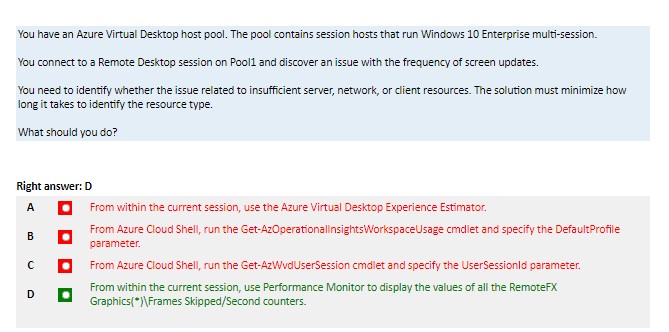 You have an Azure Virtual Desktop host pool. The pool contains session hosts that run Windows 10 Enterprise multi-session.
You connect to a Remote Desktop session on Pool1 and discover an issue with the frequency of screen updates.
You need to identify whether the issue related to insufficient server, network, or client resources. The solution must minimize how
long it takes to identify the resource type.
What should you do?
Right answer: D
A From within the current session, use the Azure Virtual Desktop Experience Estimator.
B From Azure Cloud Shell, run the Get-AzOperationalInsightsWorkspaceUsage cmdlet and specify the DefaultProfile
parameter.
C From Azure Cloud Shell, run the Get-AzWvdUserSession cmdlet and specify the UserSessionId parameter.
D From within the current session, use Performance Monitor to display the values of all the RemoteFX
Graphics(*)\Frames Skipped/Second counters.